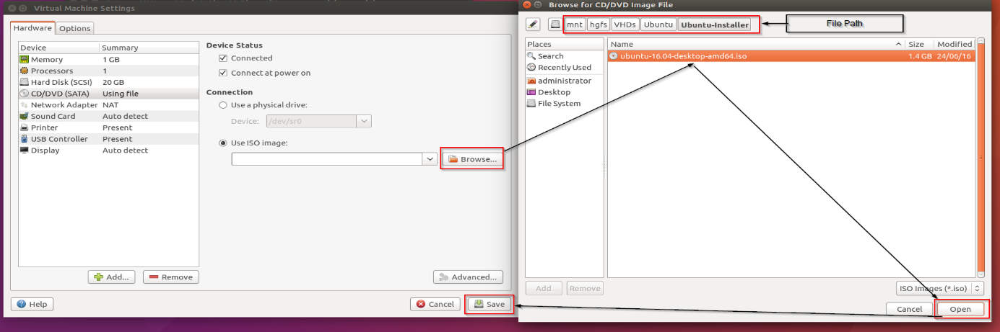 Virtual Machine Settings
Hardware Options
Device Summary
Memory 1 GB
Processors 1
Hard Disk (SCSI) 20 GB
CD/DVD (SATA) Using file
Network Adapter NAT
Sound Card Auto detect
Printer Present
USB Controller Present
Display Auto detect
Add... Remove
Device Status
Connected
Connect at power on
Connection
Use a physical drive:
Device: /dev/sr0
Use ISO image:
Browse...
Advanced...
Help Cancel Save
Browse for CD/DVD Image File
mnt hgfs VHDs Ubuntu Ubuntu-Installer
File Path
Places
Search
Recently Used
administrator
Desktop
File System
Name Size Modified
ubuntu-16.04-desktop-amd64.iso 1.4 GB 24/06/16
Add Remove
ISO Images (*.iso)
Cancel Open